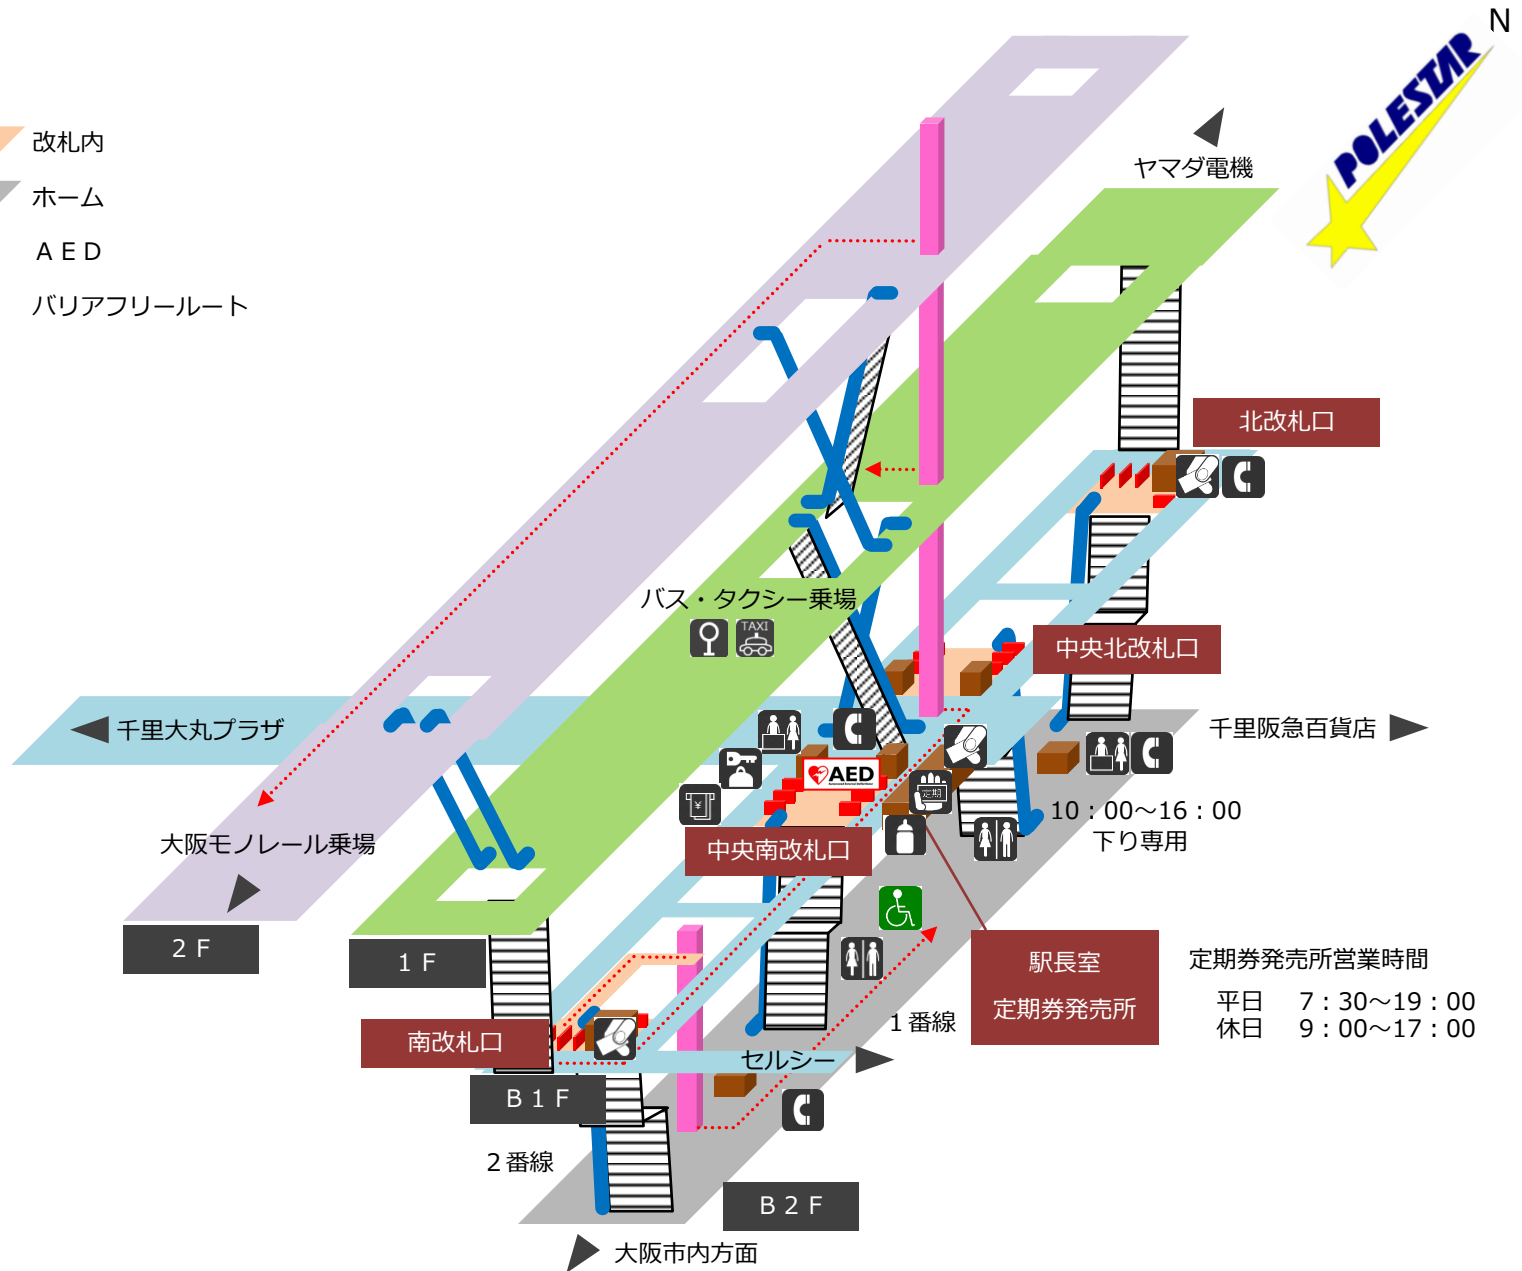 N
POLESTAR
改札内
ホーム
ＡＥＤ
バリアフリールート
ヤマダ電機
北改札口
バス・タクシー乗場
TAXI
中央北改札口
千里大丸プラザ
千里阪急百貨店
AED
定期
¥
10：00～16：00
下り専用
大阪モノレール乗場
中央南改札口
２Ｆ
１Ｆ
駅長室
定期券発売所
定期券発売所営業時間
平日　7：30～19：00
休日　9：00～17：00
１番線
南改札口
セルシー
Ｂ１Ｆ
２番線
Ｂ２Ｆ
大阪市内方面